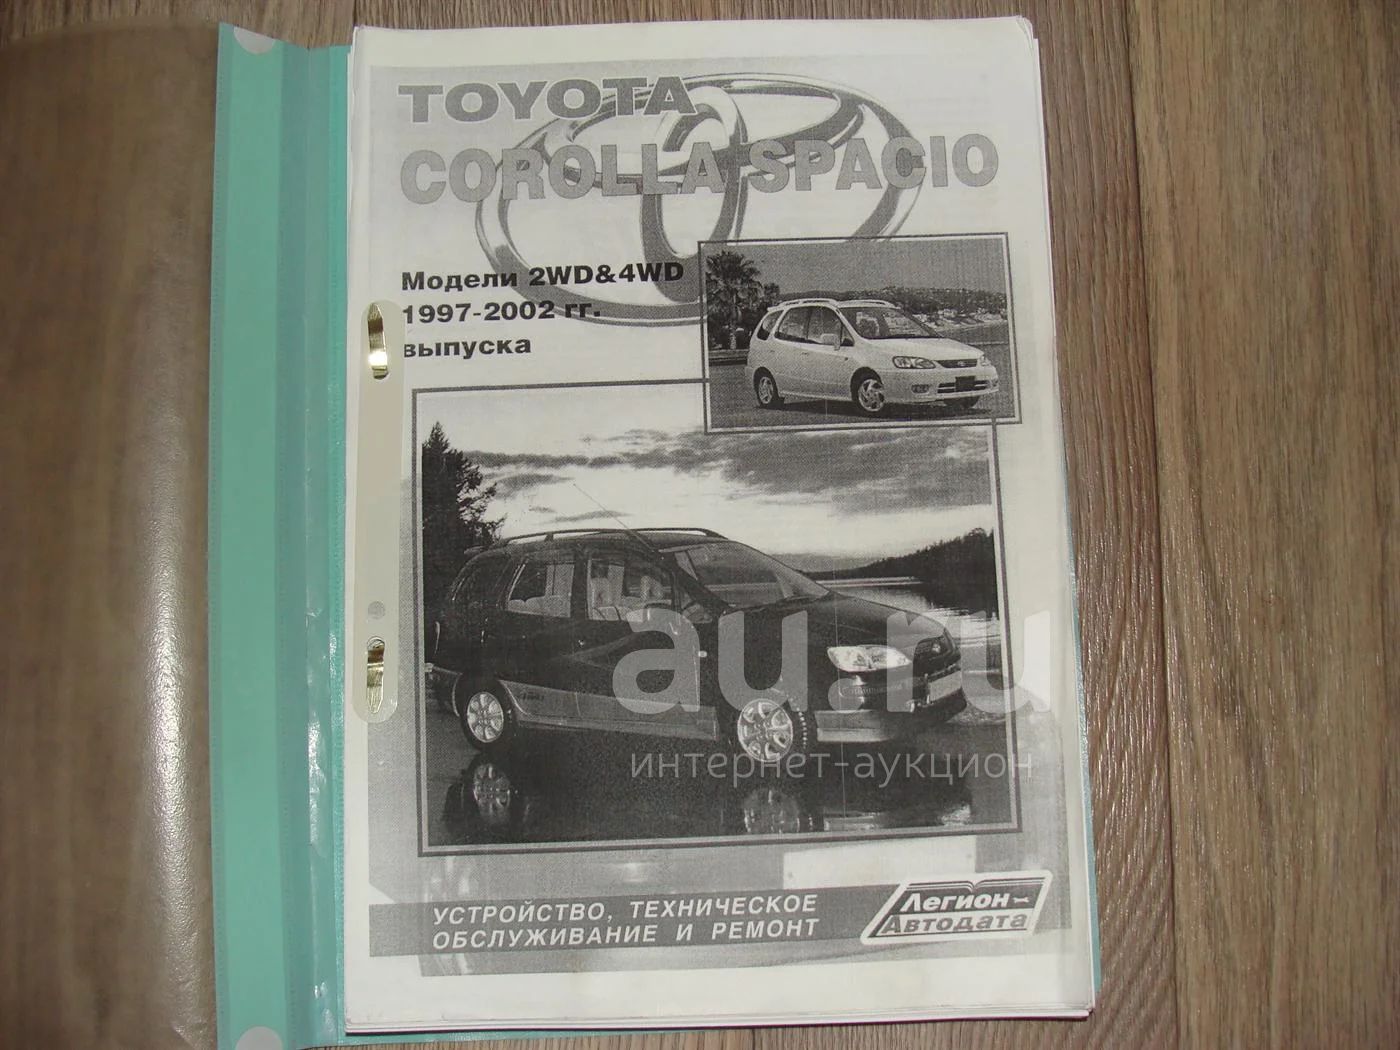 TOYOTA
COROLLA SPACIO
Модели 2WD&4WD
1997-2002 гг.
выпуска
au.ru
интернет-аукцион
УСТРОЙСТВО, ТЕХНИЧЕСКОЕ
ОБСЛУЖИВАНИЕ И РЕМОНТ
Легион-
Автодата